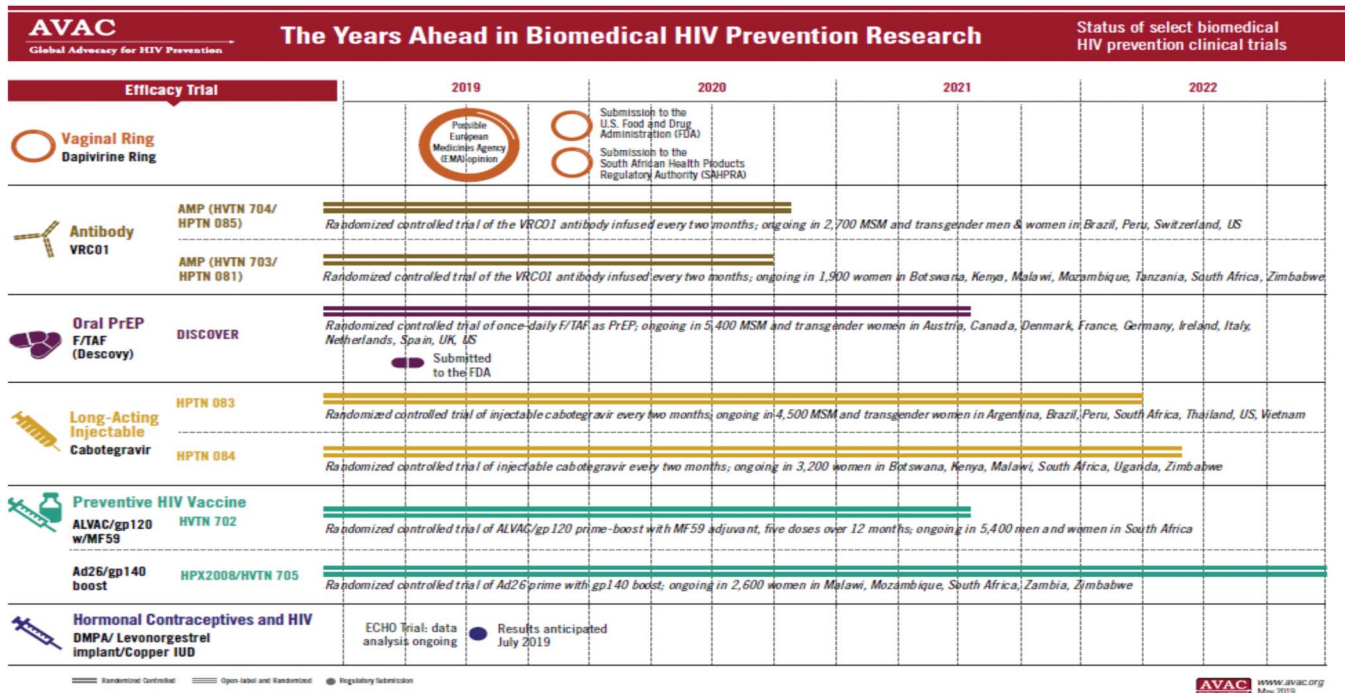 AVAC
Global Advocacy for HIV Prevention
The Years Ahead in Biomedical HIV Prevention Research
Status of select biomedical
HIV prevention clinical trials
Efficacy Trial
2019
2020
2021
2022
Vaginal Ring
Dapivirine Ring
Possible
European
Medicines Agency
(EMA) opinion
Submission to the
U.S. Food and Drug
Administration (FDA)
Submission to the
South African Health Products
Regulatory Authority (SAHPRA)
Antibody
VRC01
AMP (HVTN 704/
HPTN 085)
Randomized controlled trial of the VRC01 antibody infused every two months; ongoing in 2,700 MSM and transgender men & women in Brazil, Peru, Switzerland, US
AMP (HVTN 703/
HPTN 081)
Randomized controlled trial of the VRC01 antibody infused every two months; ongoing in 1,900 women in Botswana, Kenya, Malawi, Mozambique, Tanzania, South Africa, Zimbabwe
Oral PrEP
F/TAF
(Descovy)
DISCOVER
Randomized controlled trial of once-daily F/TAF as PrEP; ongoing in 5,400 MSM and transgender women in Austria, Canada, Denmark, France, Germany, Ireland, Italy,
Netherlands, Spain, UK, US
Submitted
to the FDA
Long-Acting
Injectable
Cabotegravir
HPTN 083
Randomized controlled trial of injectable cabotegravir every two months; ongoing in 4,500 MSM and transgender women in Argentina, Brazil, Peru, South Africa, Thailand, US, Vietnam
HPTN 084
Randomized controlled trial of injectable cabotegravir every two months; ongoing in 3,200 women in Botswana, Kenya, Malawi, South Africa, Uganda, Zimbabwe
Preventive HIV Vaccine
ALVAC/gp120
w/MF59
HVTN 702
Randomized controlled trial of ALVAC/gp120 prime-boost with MF59 adjuvant, five doses over 12 months; ongoing in 5,400 men and women in South Africa
Ad26/gp140
boost
HPX2008/HVTN 705
Randomized controlled trial of Ad26 prime with gp140 boost; ongoing in 2,600 women in Malawi, Mozambique, South Africa, Zambia, Zimbabwe
Hormonal Contraceptives and HIV
DMPA/ Levonorgestrel
implant/Copper IUD
ECHO Trial: data
analysis ongoing
Results anticipated
July 2019
Randomized Controlled
Open-label and Randomized
Regulatory Submission
AVAC
www.avac.org
May 2019